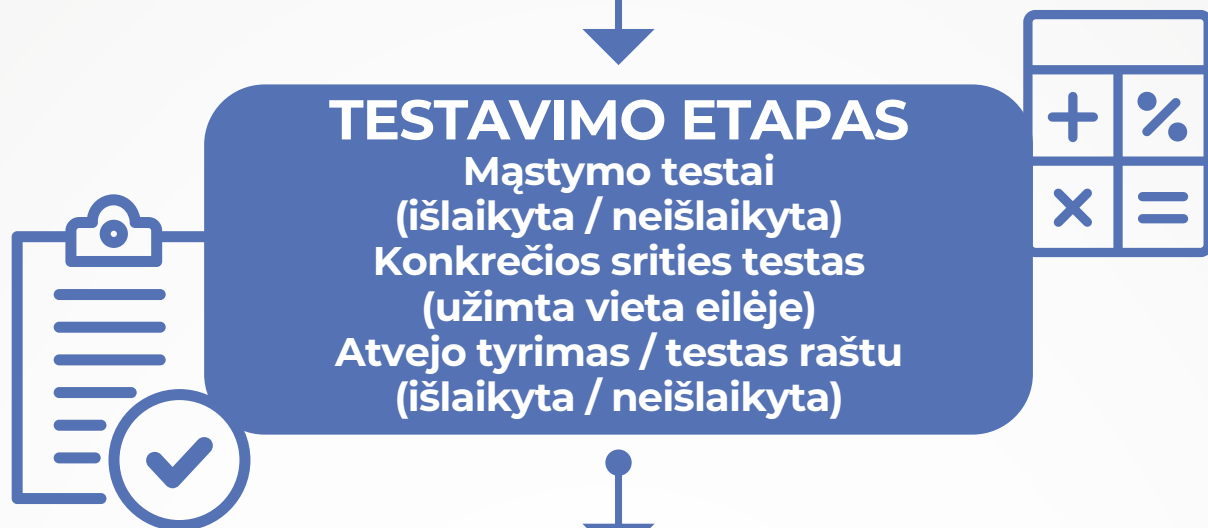 TESTAVIMO ETAPAS
Mąstymo testai
(išlaikyta / neišlaikyta)
Konkrečios srities testas
(užimta vieta eilėje)
Atvejo tyrimas / testas raštu
(išlaikyta / neišlaikyta)